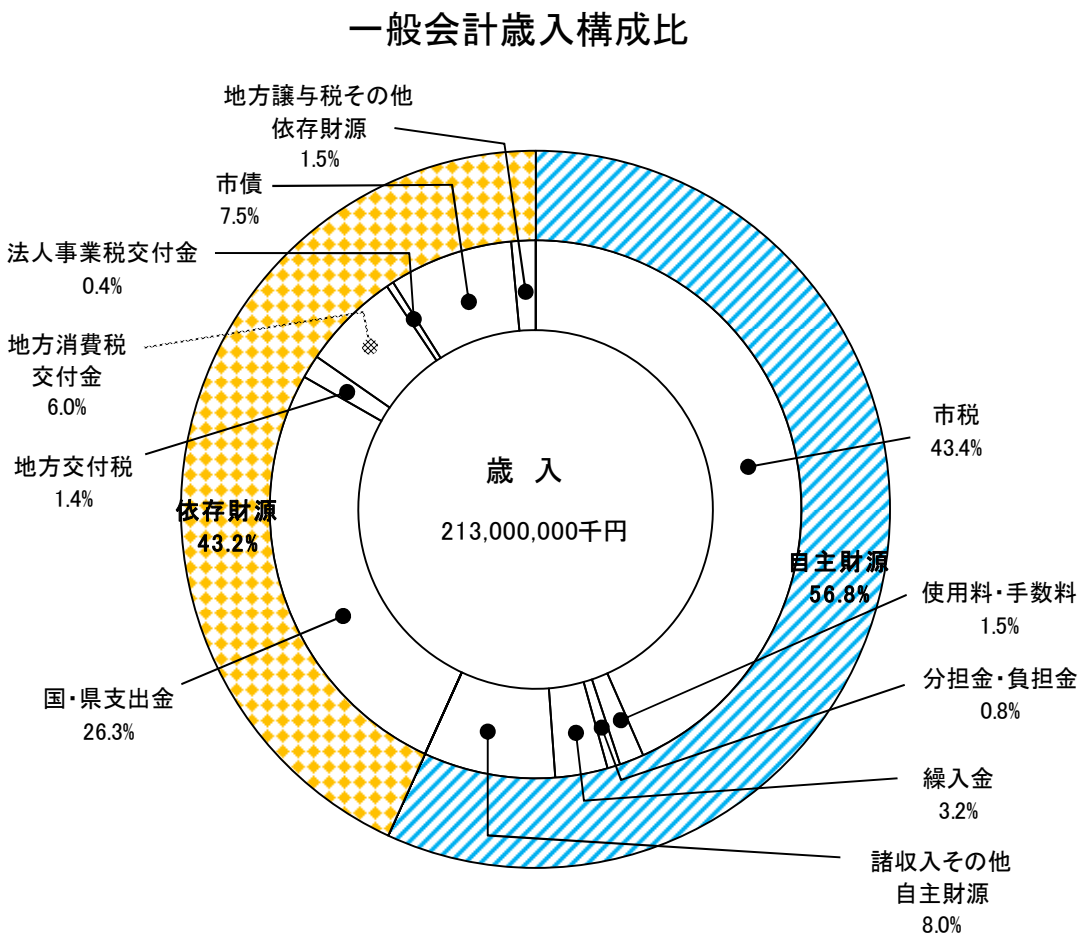 一般会計歳入構成比
地方譲与税その他
依存財源
1.5%
市債
7.5%
法人事業税交付金
0.4%
地方消費税
交付金
6.0%
地方交付税
1.4%
依存財源
43.2%
国・県支出金
26.3%
歳 入
213,000,000千円
市税
43.4%
自主財源
56.8%
使用料・手数料
1.5%
分担金・負担金
0.8%
繰入金
3.2%
諸収入その他
自主財源
8.0%